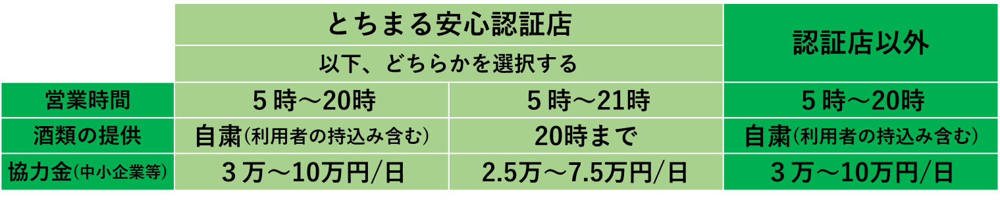 とちまる安心認証店
認証店以外
以下、どちらかを選択する
営業時間 5時～20時 5時～21時 5時～20時
酒類の提供 自粛(利用者の持込み含む) 20時まで 自粛(利用者の持込み含む)
協力金(中小企業等) 3万～10万円/日 2.5万～7.5万円/日 3万～10万円/日